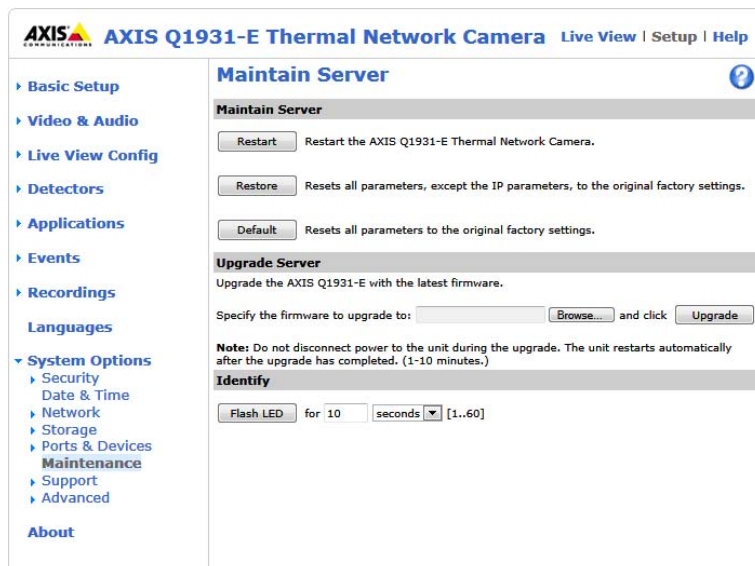 AXIS
COMMUNICATIONS
AXIS Q1931-E Thermal Network Camera
Live View | Setup | Help
Basic Setup
Video & Audio
Live View Config
Detectors
Applications
Events
Recordings
Languages
System Options
Security
Date & Time
Network
Storage
Ports & Devices
Maintenance
Support
Advanced
About
Maintain Server
?
Maintain Server
Restart Restart the AXIS Q1931-E Thermal Network Camera.
Restore Resets all parameters, except the IP parameters, to the original factory settings.
Default Resets all parameters to the original factory settings.
Upgrade Server
Upgrade the AXIS Q1931-E with the latest firmware.
Specify the firmware to upgrade to: Browse... and click Upgrade
Note: Do not disconnect power to the unit during the upgrade. The unit restarts automatically
after the upgrade has completed. (1-10 minutes.)
Identify
Flash LED for 10 seconds [1..60]